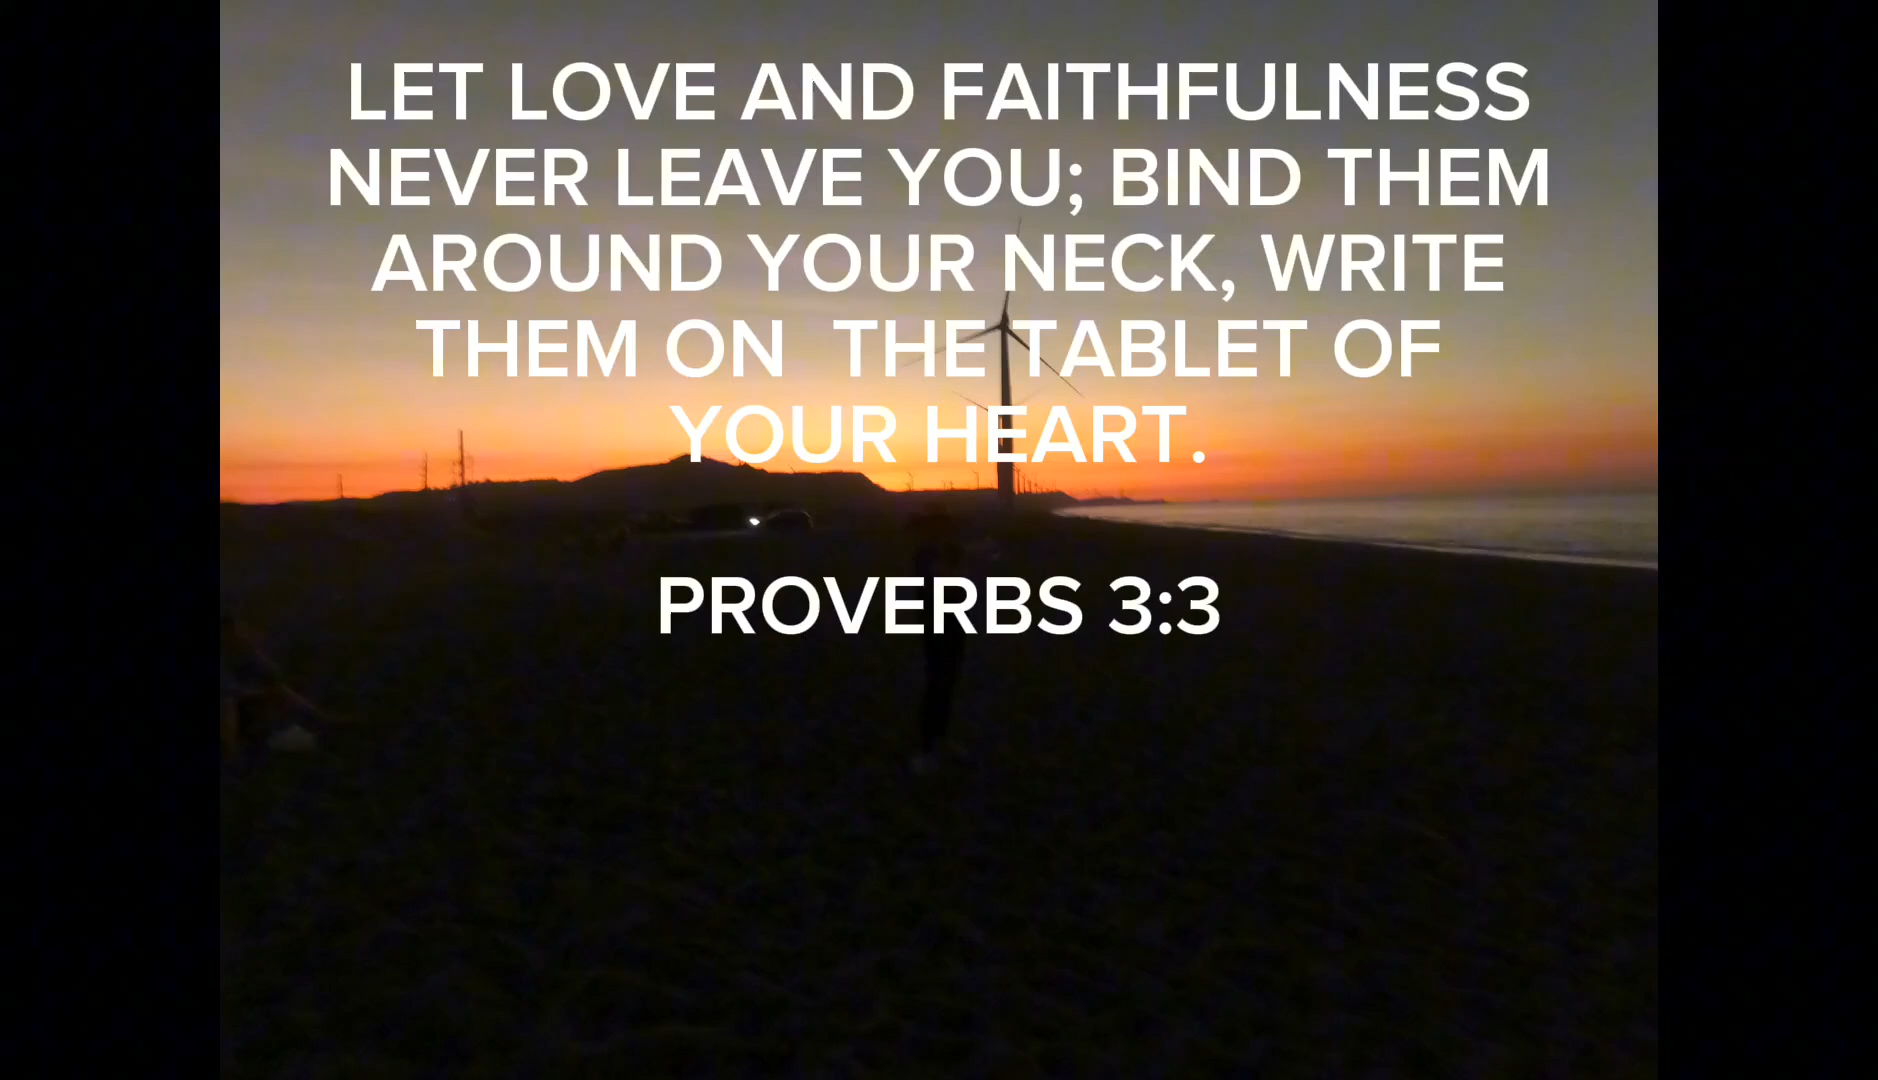 LET LOVE AND FAITHFULNESS
NEVER LEAVE YOU; BIND THEM
AROUND YOUR NECK, WRITE
THEM ON  THE TABLET OF
YOUR HEART.
PROVERBS 3:3